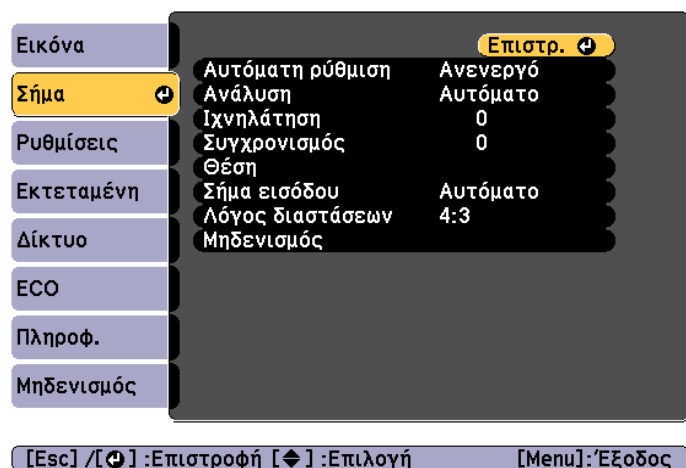 Εικόνα
Σήμα
Ρυθμίσεις
Εκτεταμένη
Δίκτυο
ECO
Πληροφ.
Μηδενισμός
Επιστρ.
Αυτόματη ρύθμιση Ανενεργό
Ανάλυση Αυτόματο
Ιχνηλάτηση 0
Συγχρονισμός 0
Θέση
Σήμα εισόδου Αυτόματο
Λόγος διαστάσεων 4:3
Μηδενισμός
[Esc] /[⏎] :Επιστροφή [◆] :Επιλογή [Menu]:Έξοδος